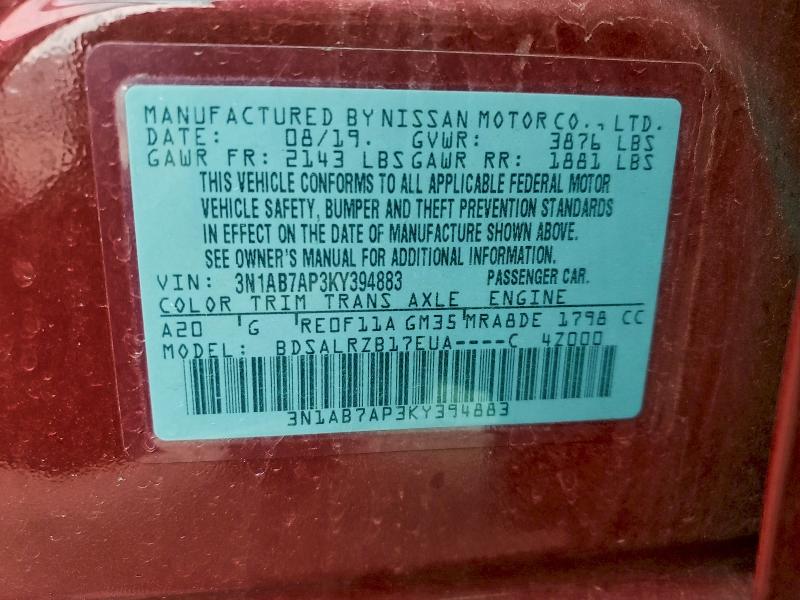 MANUFACTURED BY NISSAN MOTOR CO., LTD.
DATE: 08/19. GVWR: 3876 LBS
GAWR FR: 2143 LBS GAWR RR: 1881 LBS
THIS VEHICLE CONFORMS TO ALL APPLICABLE FEDERAL MOTOR
VEHICLE SAFETY, BUMPER AND THEFT PREVENTION STANDARDS
IN EFFECT ON THE DATE OF MANUFACTURE SHOWN ABOVE.
SEE OWNER'S MANUAL FOR ADDITIONAL INFORMATION.
VIN: 3N1AB7AP3KY394883 PASSENGER CAR.
COLOR TRIM TRANS AXLE ENGINE
A20 G RE0F11A GM35 MRA8DE 1798 CC
MODEL: BDSALRZB17EUA----C 4Z000
3N1AB7AP3KY394883